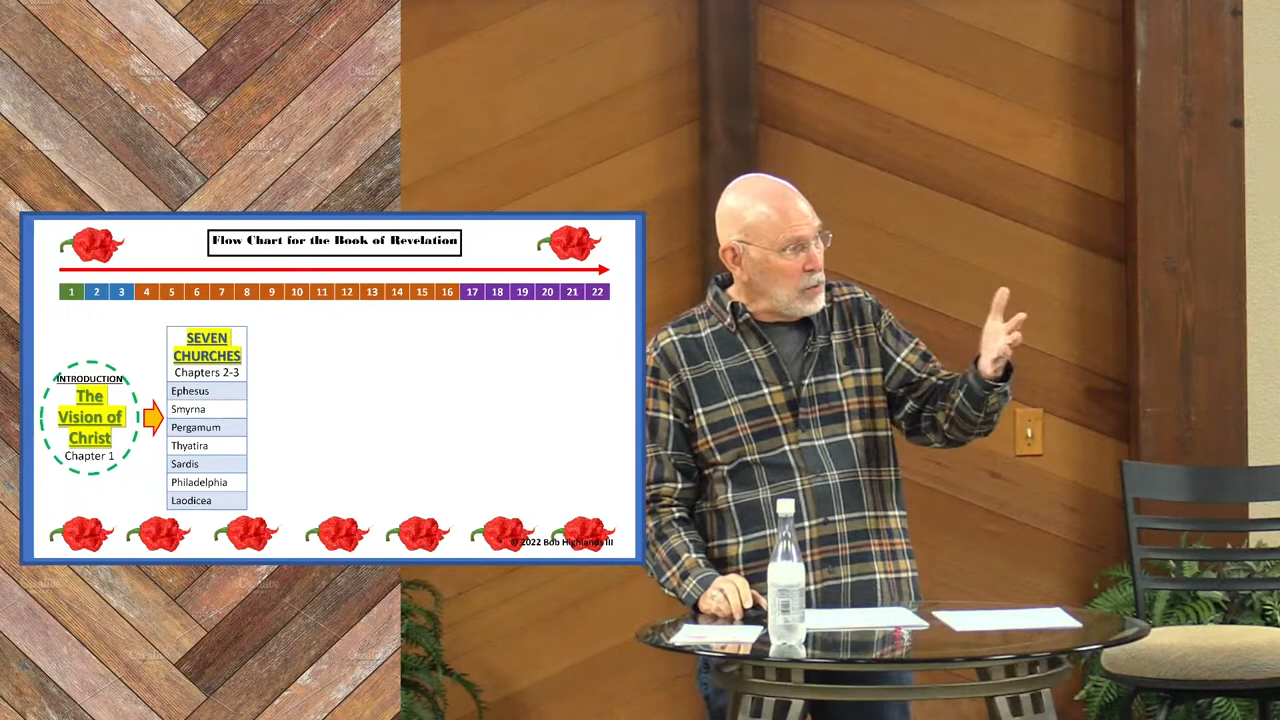 Flow Chart for the Book of Revelation
1 2 3 4 5 6 7 8 9 10 11 12 13 14 15 16 17 18 19 20 21 22
INTRODUCTION
The
Vision of
Christ
Chapter 1
SEVEN
CHURCHES
Chapters 2-3
Ephesus
Smyrna
Pergamum
Thyatira
Sardis
Philadelphia
Laodicea
© 2022 Bob Highlands III